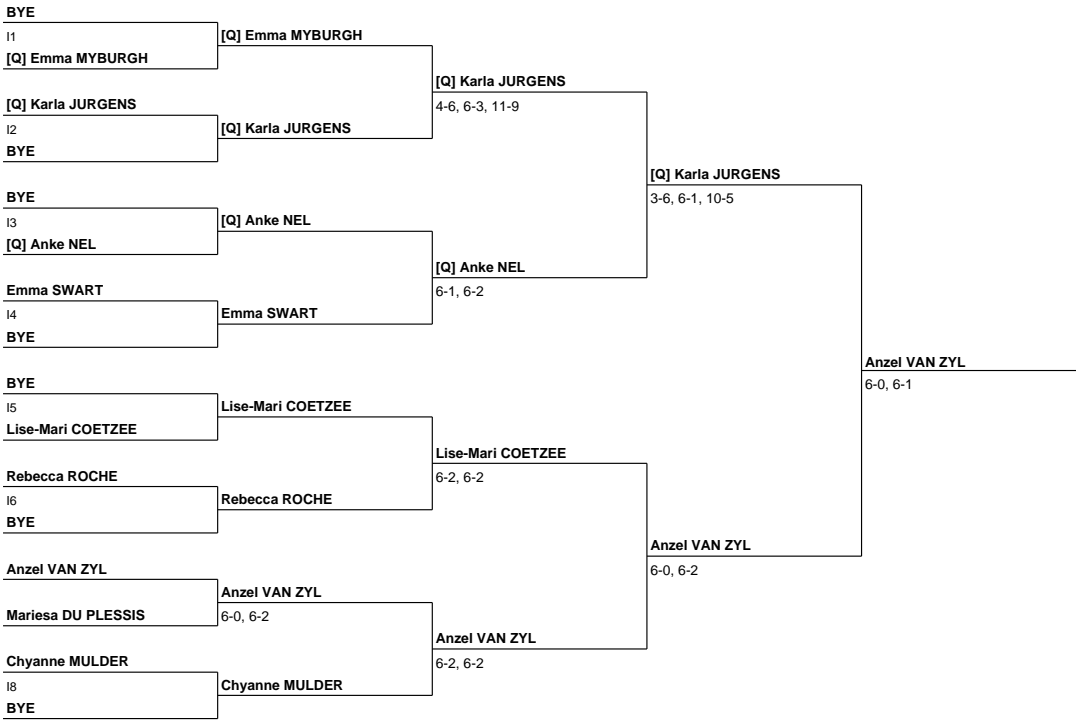 BYE
I1
[Q] Emma MYBURGH
[Q] Emma MYBURGH
[Q] Karla JURGENS
4-6, 6-3, 11-9
[Q] Karla JURGENS
I2
BYE
[Q] Karla JURGENS
[Q] Karla JURGENS
3-6, 6-1, 10-5
BYE
I3
[Q] Anke NEL
[Q] Anke NEL
[Q] Anke NEL
6-1, 6-2
Emma SWART
I4
BYE
Emma SWART
Anzel VAN ZYL
6-0, 6-1
BYE
I5
Lise-Mari COETZEE
Lise-Mari COETZEE
Lise-Mari COETZEE
6-2, 6-2
Rebecca ROCHE
I6
BYE
Rebecca ROCHE
Anzel VAN ZYL
6-0, 6-2
Anzel VAN ZYL
Mariesa DU PLESSIS
Anzel VAN ZYL
6-0, 6-2
Anzel VAN ZYL
6-2, 6-2
Chyanne MULDER
I8
BYE
Chyanne MULDER